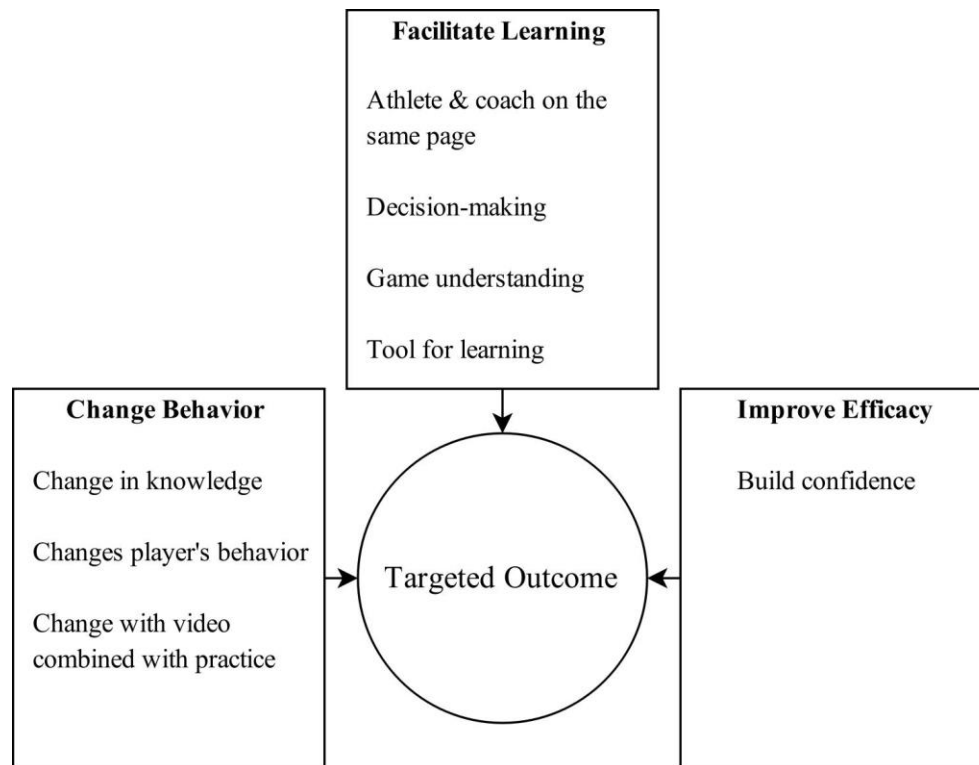 Facilitate Learning
Athlete & coach on the
same page
Decision-making
Game understanding
Tool for learning
Change Behavior
Change in knowledge
Changes player's behavior
Change with video
combined with practice
Targeted Outcome
Improve Efficacy
Build confidence